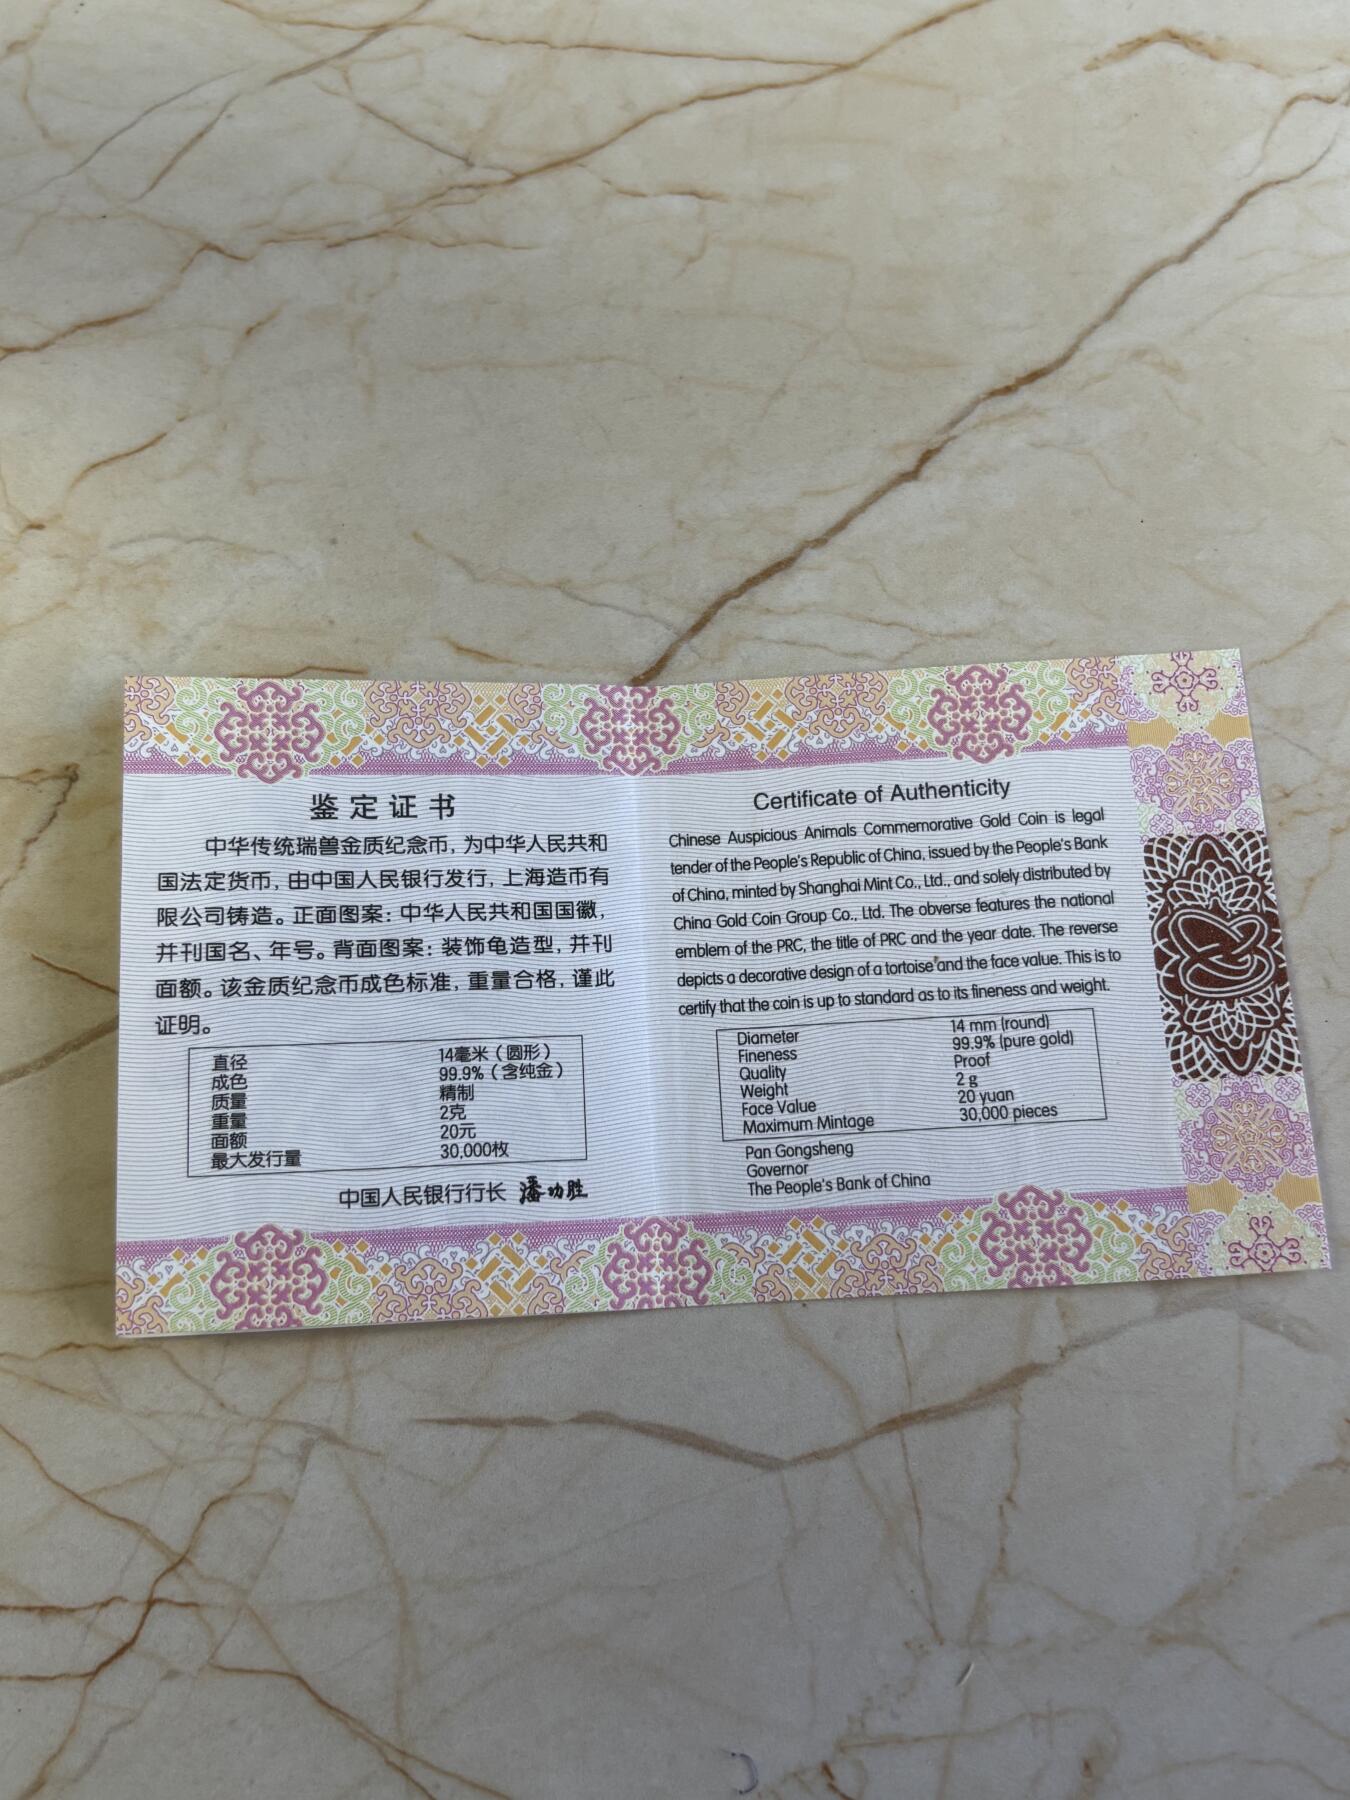 鉴定证书
中华传统瑞兽金质纪念币，为中华人民共和
国法定货币，由中国人民银行发行，上海造币有
限公司铸造。正面图案：中华人民共和国国徽，
并刊国名、年号。背面图案：装饰龟造型，并刊
面额。该金质纪念币成色标准，重量合格，谨此
证明。
直径 14毫米（圆形）
成色 99.9%（含纯金）
质量 精制
重量 2克
面额 20元
最大发行量 30,000枚
中国人民银行行长 潘功胜
Certificate of Authenticity
Chinese Auspicious Animals Commemorative Gold Coin is legal
tender of the People's Republic of China, issued by the People's Bank
of China, minted by Shanghai Mint Co., Ltd., and solely distributed by
China Gold Coin Group Co., Ltd. The obverse features the national
emblem of the PRC, the title of PRC and the year date. The reverse
depicts a decorative design of a tortoise and the face value. This is to
certify that the coin is up to standard as to its fineness and weight.
Diameter 14 mm (round)
Fineness 99.9% (pure gold)
Quality Proof
Weight 2 g
Face Value 20 yuan
Maximum Mintage 30,000 pieces
Pan Gongsheng
Governor
The People's Bank of China